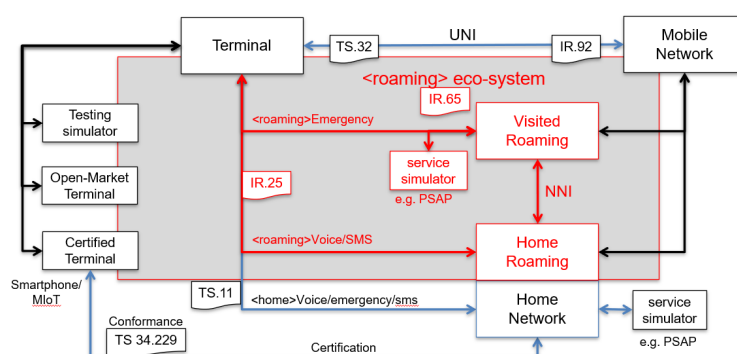 Terminal
TS.32
UNI
IR.92
Mobile
Network
<roaming> eco-system
IR.65
Testing
simulator
<roaming>Emergency
Visited
Roaming
service
simulator
e.g. PSAP
Open-Market
Terminal
IR.25
NNI
Certified
Terminal
<roaming>Voice/SMS
Home
Roaming
Smartphone/
MIoT
TS.11
<home>Voice/emergency/sms
Home
Network
service
simulator
e.g. PSAP
Conformance
TS 34.229
Certification